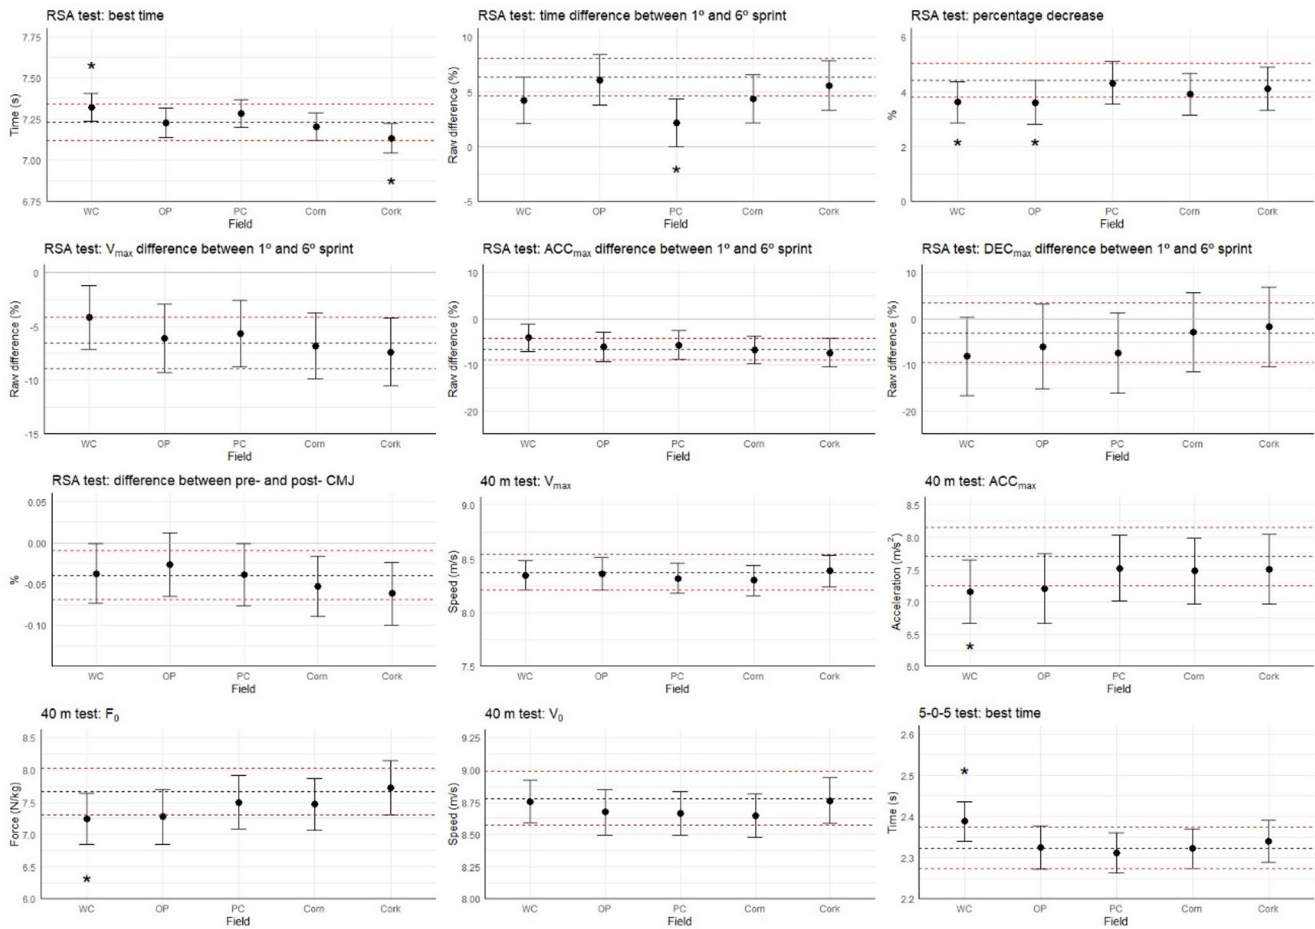 RSA test: best time
7.75
7.50
7.25
7.00
6.75
Time (s)
*
*
WC OP PC Corn Cork
Field
RSA test: time difference between 1º and 6º sprint
10
5
0
-5
Raw difference (%)
*
WC OP PC Corn Cork
Field
RSA test: percentage decrease
6
4
2
0
%
* *
WC OP PC Corn Cork
Field
RSA test: Vmax difference between 1º and 6º sprint
0
-5
-10
-15
Raw difference (%)
WC OP PC Corn Cork
Field
RSA test: ACCmax difference between 1º and 6º sprint
10
0
-10
-20
Raw difference (%)
WC OP PC Corn Cork
Field
RSA test: DECmax difference between 1º and 6º sprint
10
0
-10
-20
Raw difference (%)
WC OP PC Corn Cork
Field
RSA test: difference between pre- and post- CMJ
0.05
0.00
-0.05
-0.10
%
WC OP PC Corn Cork
Field
40 m test: Vmax
9.0
8.5
8.0
7.5
Speed (m/s)
WC OP PC Corn Cork
Field
40 m test: ACCmax
8.5
8.0
7.5
7.0
6.5
6.0
Acceleration (m/s²)
*
WC OP PC Corn Cork
Field
40 m test: F0
8.5
8.0
7.5
7.0
6.5
6.0
Force (N/kg)
*
WC OP PC Corn Cork
Field
40 m test: V0
9.25
9.00
8.75
8.50
8.25
8.00
Speed (m/s)
WC OP PC Corn Cork
Field
5-0-5 test: best time
2.6
2.5
2.4
2.3
2.2
Time (s)
*
WC OP PC Corn Cork
Field